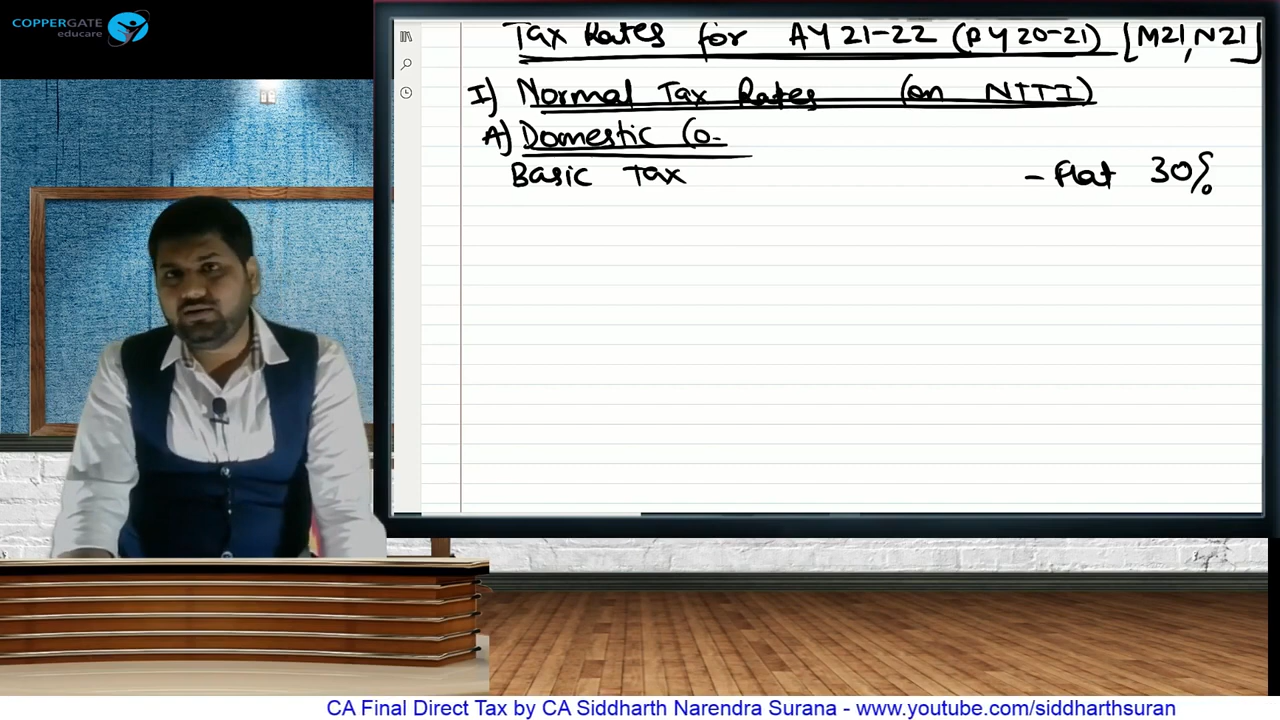 COPPERGATE
educare
Tax Rates for AY 21-22 (PY 20-21) [M21, N21]
I) Normal Tax Rates (on NTTI)
A) Domestic Co-
Basic Tax - Flat 30%
CA Final Direct Tax by CA Siddharth Narendra Surana - www.youtube.com/siddharthsuran